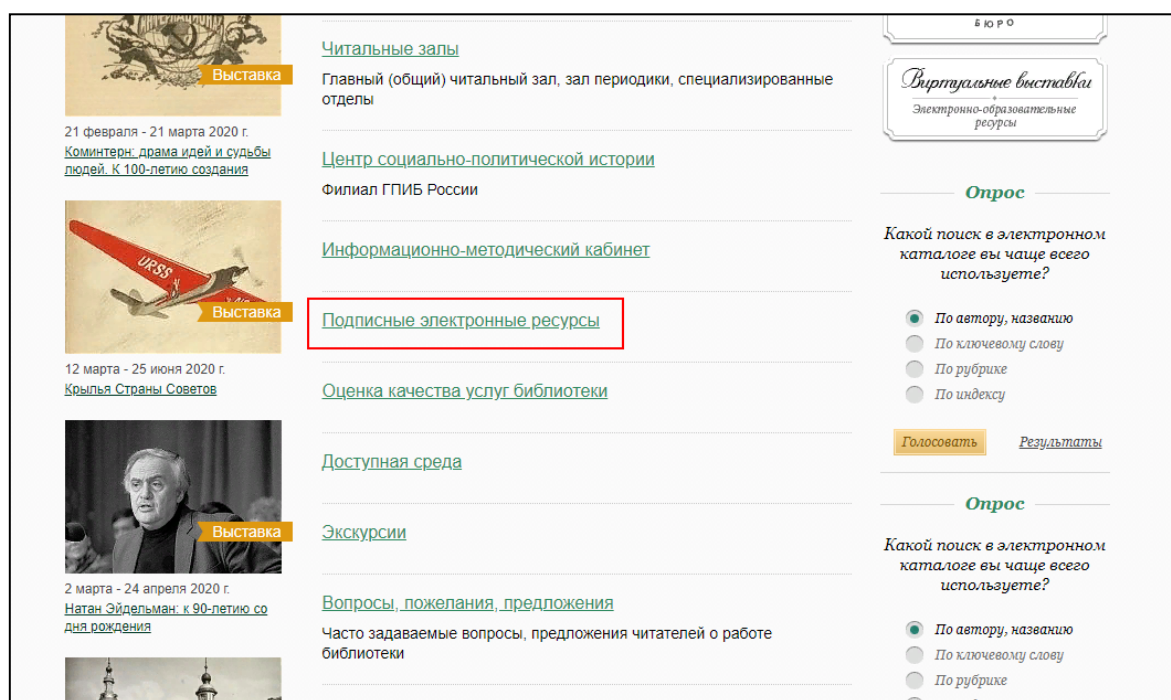 Выставка
21 февраля - 21 марта 2020 г.
Коминтерн: драма идей и судьбы
людей. К 100-летию создания
URSS
Выставка
12 марта - 25 июня 2020 г.
Крылья Страны Советов
Выставка
2 марта - 24 апреля 2020 г.
Натан Эйдельман: к 90-летию со
дня рождения
Читальные залы
Главный (общий) читальный зал, зал периодики, специализированные
отделы
Центр социально-политической истории
Филиал ГПИБ России
Информационно-методический кабинет
Подписные электронные ресурсы
Оценка качества услуг библиотеки
Доступная среда
Экскурсии
Вопросы, пожелания, предложения
Часто задаваемые вопросы, предложения читателей о работе
библиотеки
БЮРО
Виртуальные выставки
Электронно-образовательные
ресурсы
Опрос
Какой поиск в электронном
каталоге вы чаще всего
используете?
По автору, названию
По ключевому слову
По рубрике
По индексу
Голосовать Результаты
Опрос
Какой поиск в электронном
каталоге вы чаще всего
используете?
По автору, названию
По ключевому слову
По рубрике